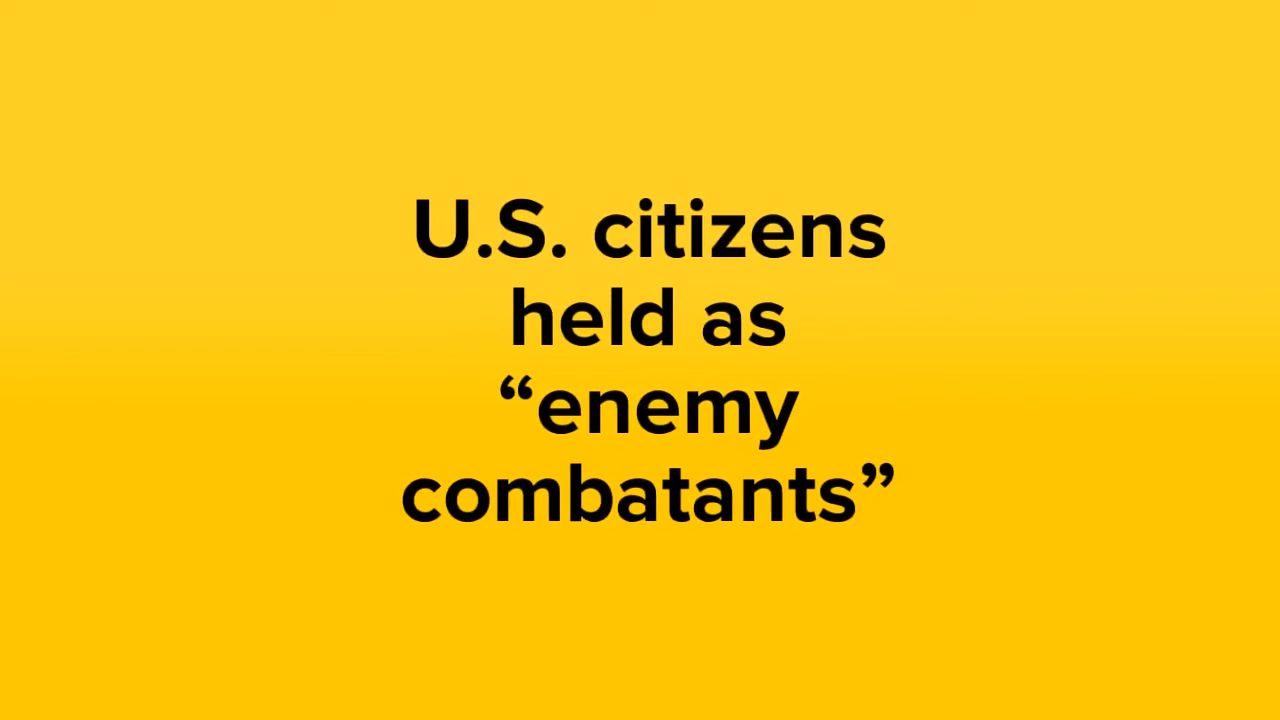 U.S. citizens
held as
“enemy
combatants”